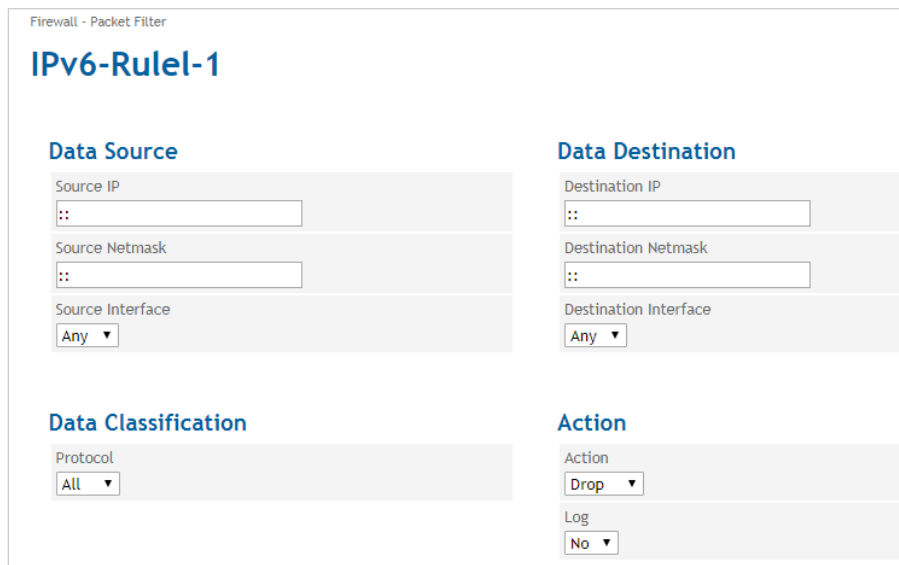 Firewall - Packet Filter
IPv6-Rulel-1
Data Source
Source IP
::
Source Netmask
::
Source Interface
Any
Data Destination
Destination IP
::
Destination Netmask
::
Destination Interface
Any
Data Classification
Protocol
All
Action
Action
Drop
Log
No